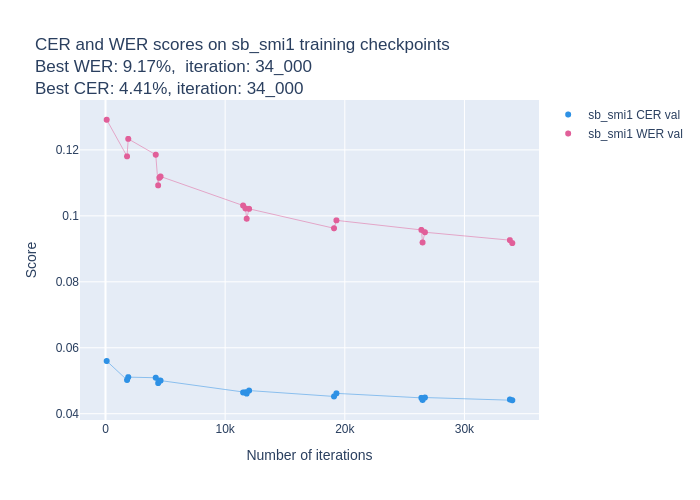 CER and WER scores on sb_smi1 training checkpoints
Best WER: 9.17%,  iteration: 34_000
Best CER: 4.41%, iteration: 34_000
sb_smi1 CER val
sb_smi1 WER val
0.12
0.1
0.08
0.06
0.04
Score
0
10k
20k
30k
Number of iterations